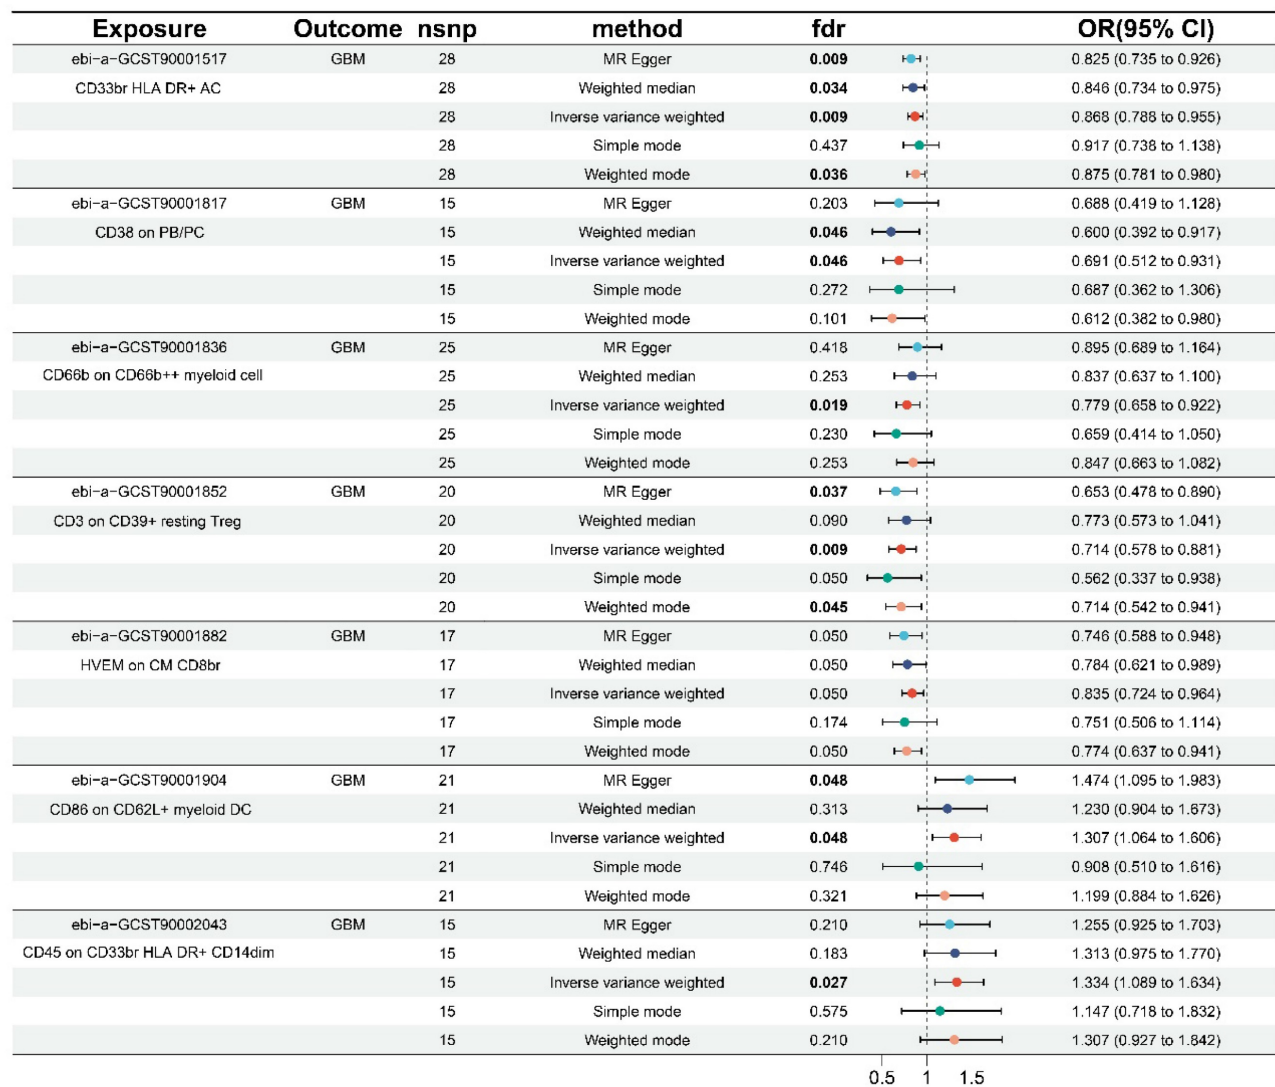 Exposure Outcome nsnp method fdr OR(95% CI)
ebi-a-GCST90001517 GBM 28 MR Egger 0.009 0.825 (0.735 to 0.926)
CD33br HLA DR+ AC 28 Weighted median 0.034 0.846 (0.734 to 0.975)
28 Inverse variance weighted 0.009 0.868 (0.788 to 0.955)
28 Simple mode 0.437 0.917 (0.738 to 1.138)
28 Weighted mode 0.036 0.875 (0.781 to 0.980)
ebi-a-GCST90001817 GBM 15 MR Egger 0.203 0.688 (0.419 to 1.128)
CD38 on PB/PC 15 Weighted median 0.046 0.600 (0.392 to 0.917)
15 Inverse variance weighted 0.046 0.691 (0.512 to 0.931)
15 Simple mode 0.272 0.687 (0.362 to 1.306)
15 Weighted mode 0.101 0.612 (0.382 to 0.980)
ebi-a-GCST90001836 GBM 25 MR Egger 0.418 0.895 (0.689 to 1.164)
CD66b on CD66b++ myeloid cell 25 Weighted median 0.253 0.837 (0.637 to 1.100)
25 Inverse variance weighted 0.019 0.779 (0.658 to 0.922)
25 Simple mode 0.230 0.659 (0.414 to 1.050)
25 Weighted mode 0.253 0.847 (0.663 to 1.082)
ebi-a-GCST90001852 GBM 20 MR Egger 0.037 0.653 (0.478 to 0.890)
CD3 on CD39+ resting Treg 20 Weighted median 0.090 0.773 (0.573 to 1.041)
20 Inverse variance weighted 0.009 0.714 (0.578 to 0.881)
20 Simple mode 0.050 0.562 (0.337 to 0.938)
20 Weighted mode 0.045 0.714 (0.542 to 0.941)
ebi-a-GCST90001882 GBM 17 MR Egger 0.050 0.746 (0.588 to 0.948)
HVEM on CM CD8br 17 Weighted median 0.050 0.784 (0.621 to 0.989)
17 Inverse variance weighted 0.050 0.835 (0.724 to 0.964)
17 Simple mode 0.174 0.751 (0.506 to 1.114)
17 Weighted mode 0.050 0.774 (0.637 to 0.941)
ebi-a-GCST90001904 GBM 21 MR Egger 0.048 1.474 (1.095 to 1.983)
CD86 on CD62L+ myeloid DC 21 Weighted median 0.313 1.230 (0.904 to 1.673)
21 Inverse variance weighted 0.048 1.307 (1.064 to 1.606)
21 Simple mode 0.746 0.908 (0.510 to 1.616)
21 Weighted mode 0.321 1.199 (0.884 to 1.626)
ebi-a-GCST90002043 GBM 15 MR Egger 0.210 1.255 (0.925 to 1.703)
CD45 on CD33br HLA DR+ CD14dim 15 Weighted median 0.183 1.313 (0.975 to 1.770)
15 Inverse variance weighted 0.027 1.334 (1.089 to 1.634)
15 Simple mode 0.575 1.147 (0.718 to 1.832)
15 Weighted mode 0.210 1.307 (0.927 to 1.842)
0.5 1 1.5